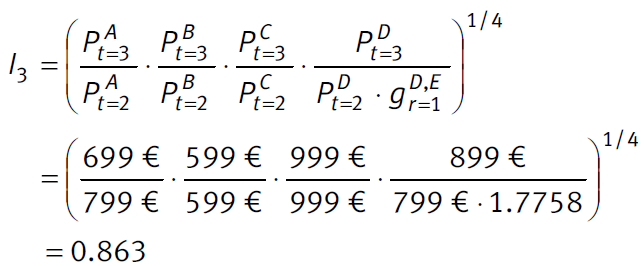 I₃ = ( P^A_{t=3} / P^A_{t=2} · P^B_{t=3} / P^B_{t=2} · P^C_{t=3} / P^C_{t=2} · P^D_{t=3} / P^D_{t=2} · g^{D,E}_{r=1} )^{1/4}
= ( 699 € / 799 € · 599 € / 599 € · 999 € / 999 € · 899 € / 799 € · 1.7758 )^{1/4}
= 0.863